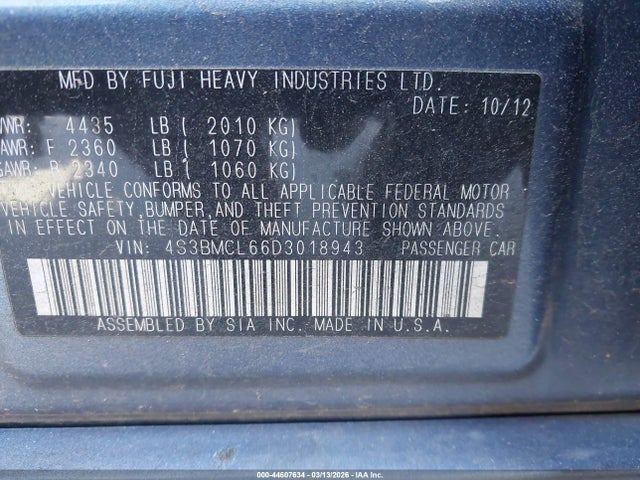 MFD BY FUJI HEAVY INDUSTRIES LTD.
DATE: 10/12
VWR: 4435 LB ( 2010 KG)
AWR: F 2360 LB ( 1070 KG)
GAWR: R 2340 LB ( 1060 KG)
VEHICLE CONFORMS TO ALL APPLICABLE FEDERAL MOTOR
VEHICLE SAFETY, BUMPER, AND THEFT PREVENTION STANDARDS
IN EFFECT ON THE DATE OF MANUFACTURE SHOWN ABOVE.
VIN: 4S3BMCL66D3018943 PASSENGER CAR
ASSEMBLED BY SIA INC. MADE IN U.S.A.
000-44607634 | 03/13/2026 - IAA Inc.